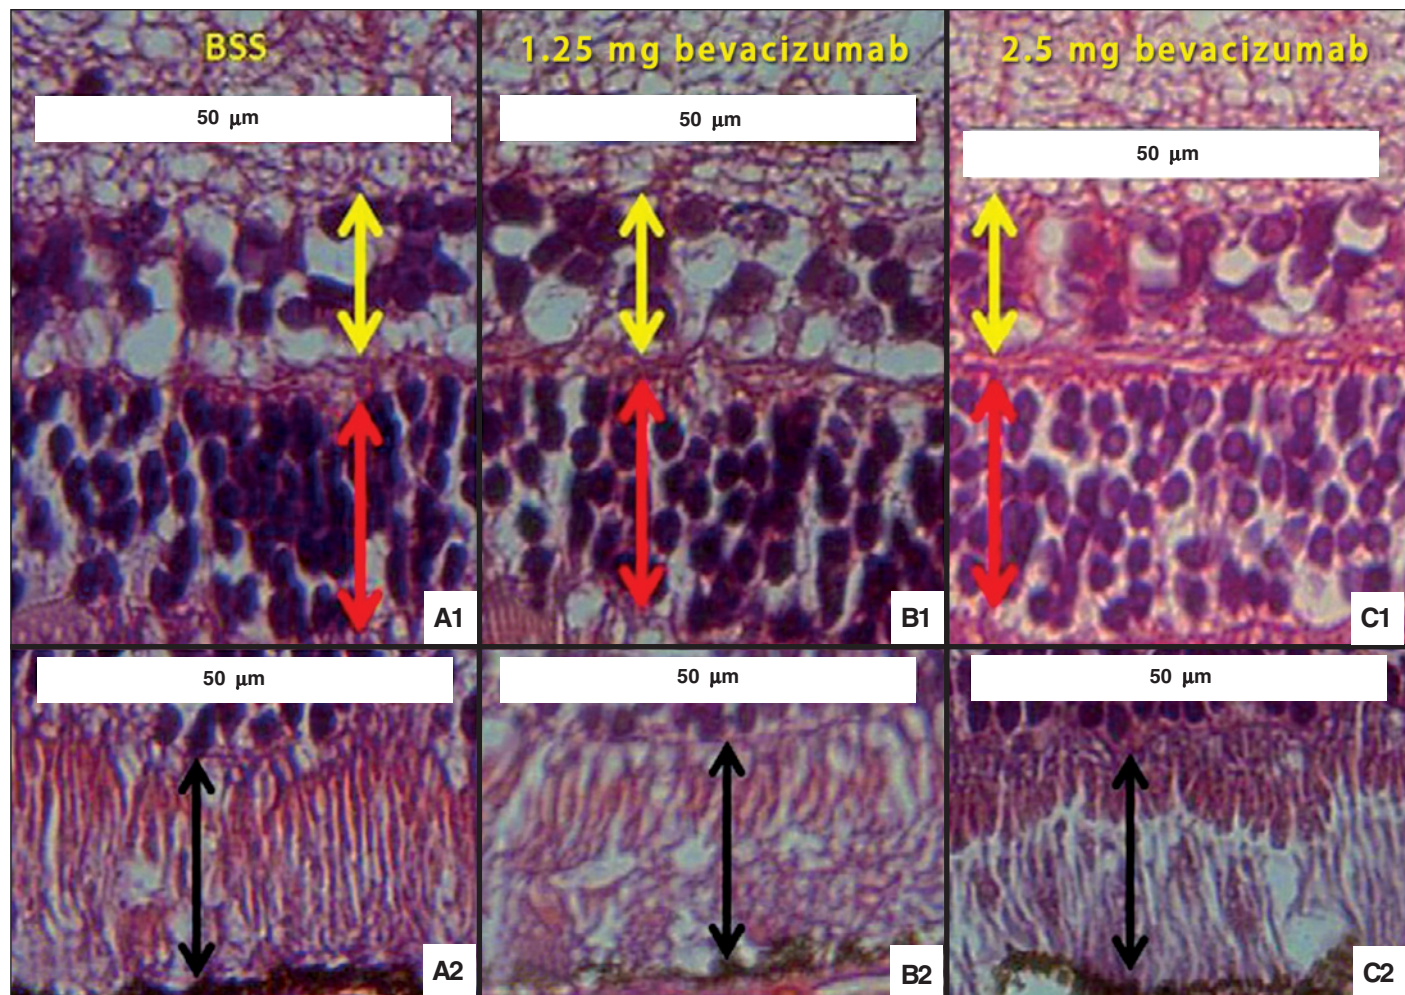 BSS
1.25 mg bevacizumab
2.5 mg bevacizumab
50 μm
50 μm
50 μm
A1
B1
C1
50 μm
50 μm
50 μm
A2
B2
C2